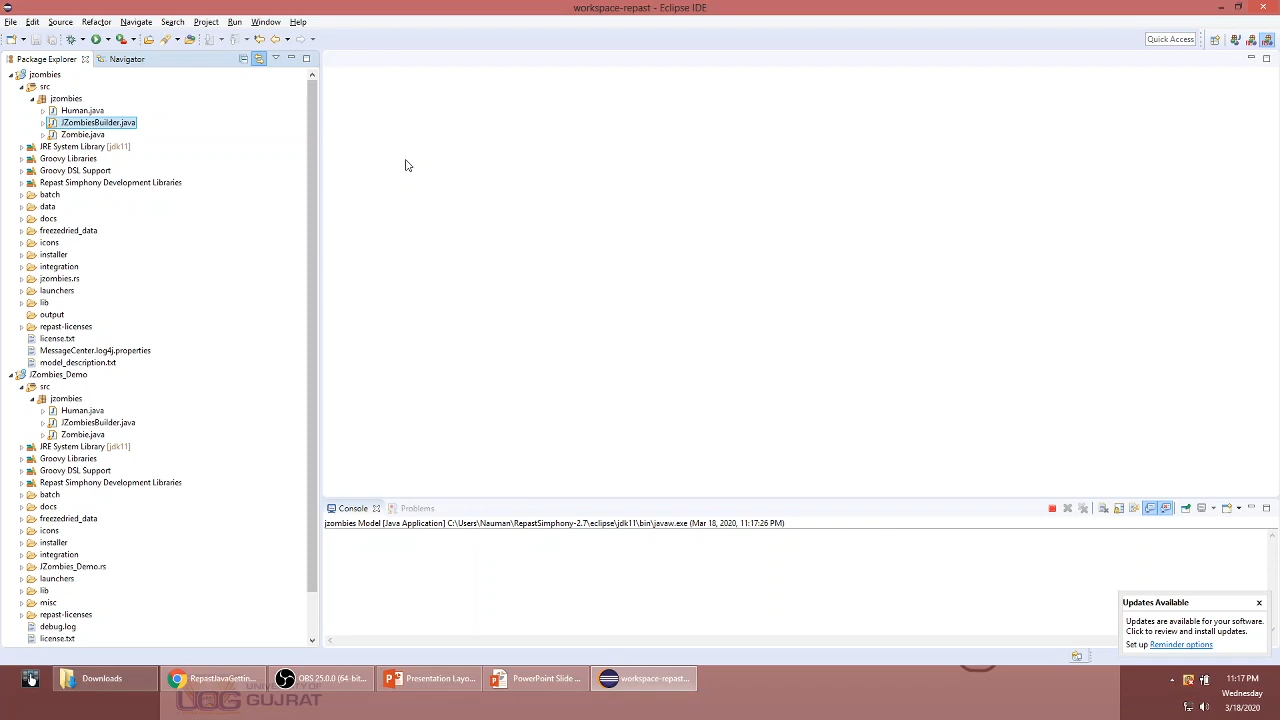 workspace-repast - Eclipse IDE
File Edit Source Refactor Navigate Search Project Run Window Help
Quick Access
Package Explorer Navigator
jzombies
src
jzombies
Human.java
JZombiesBuilder.java
Zombie.java
JRE System Library [jdk11]
Groovy Libraries
Groovy DSL Support
Repast Simphony Development Libraries
batch
data
docs
freezedried_data
icons
installer
integration
jzombies.rs
launchers
lib
output
repast-licenses
license.txt
MessageCenter.log4j.properties
model_description.txt
JZombies_Demo
src
jzombies
Human.java
JZombiesBuilder.java
Zombie.java
JRE System Library [jdk11]
Groovy Libraries
Groovy DSL Support
Repast Simphony Development Libraries
batch
docs
freezedried_data
icons
installer
integration
JZombies_Demo.rs
launchers
lib
misc
repast-licenses
debug.log
license.txt
Console Problems
jzombies Model [Java Application] C:\Users\Nauman\RepastSimphony-2.7\eclipse\jdk11\bin\javaw.exe (Mar 18, 2020, 11:17:26 PM)
Updates Available
Updates are available for your software.
Click to review and install updates.
Set up Reminder options
Downloads RepastJavaGettin... OBS 25.0.0 (64-bit... Presentation Layo... PowerPoint Slide ... workspace-repast...
11:17 PM
Wednesday
3/18/2020
UNIVERSITY OF
GUJRAT